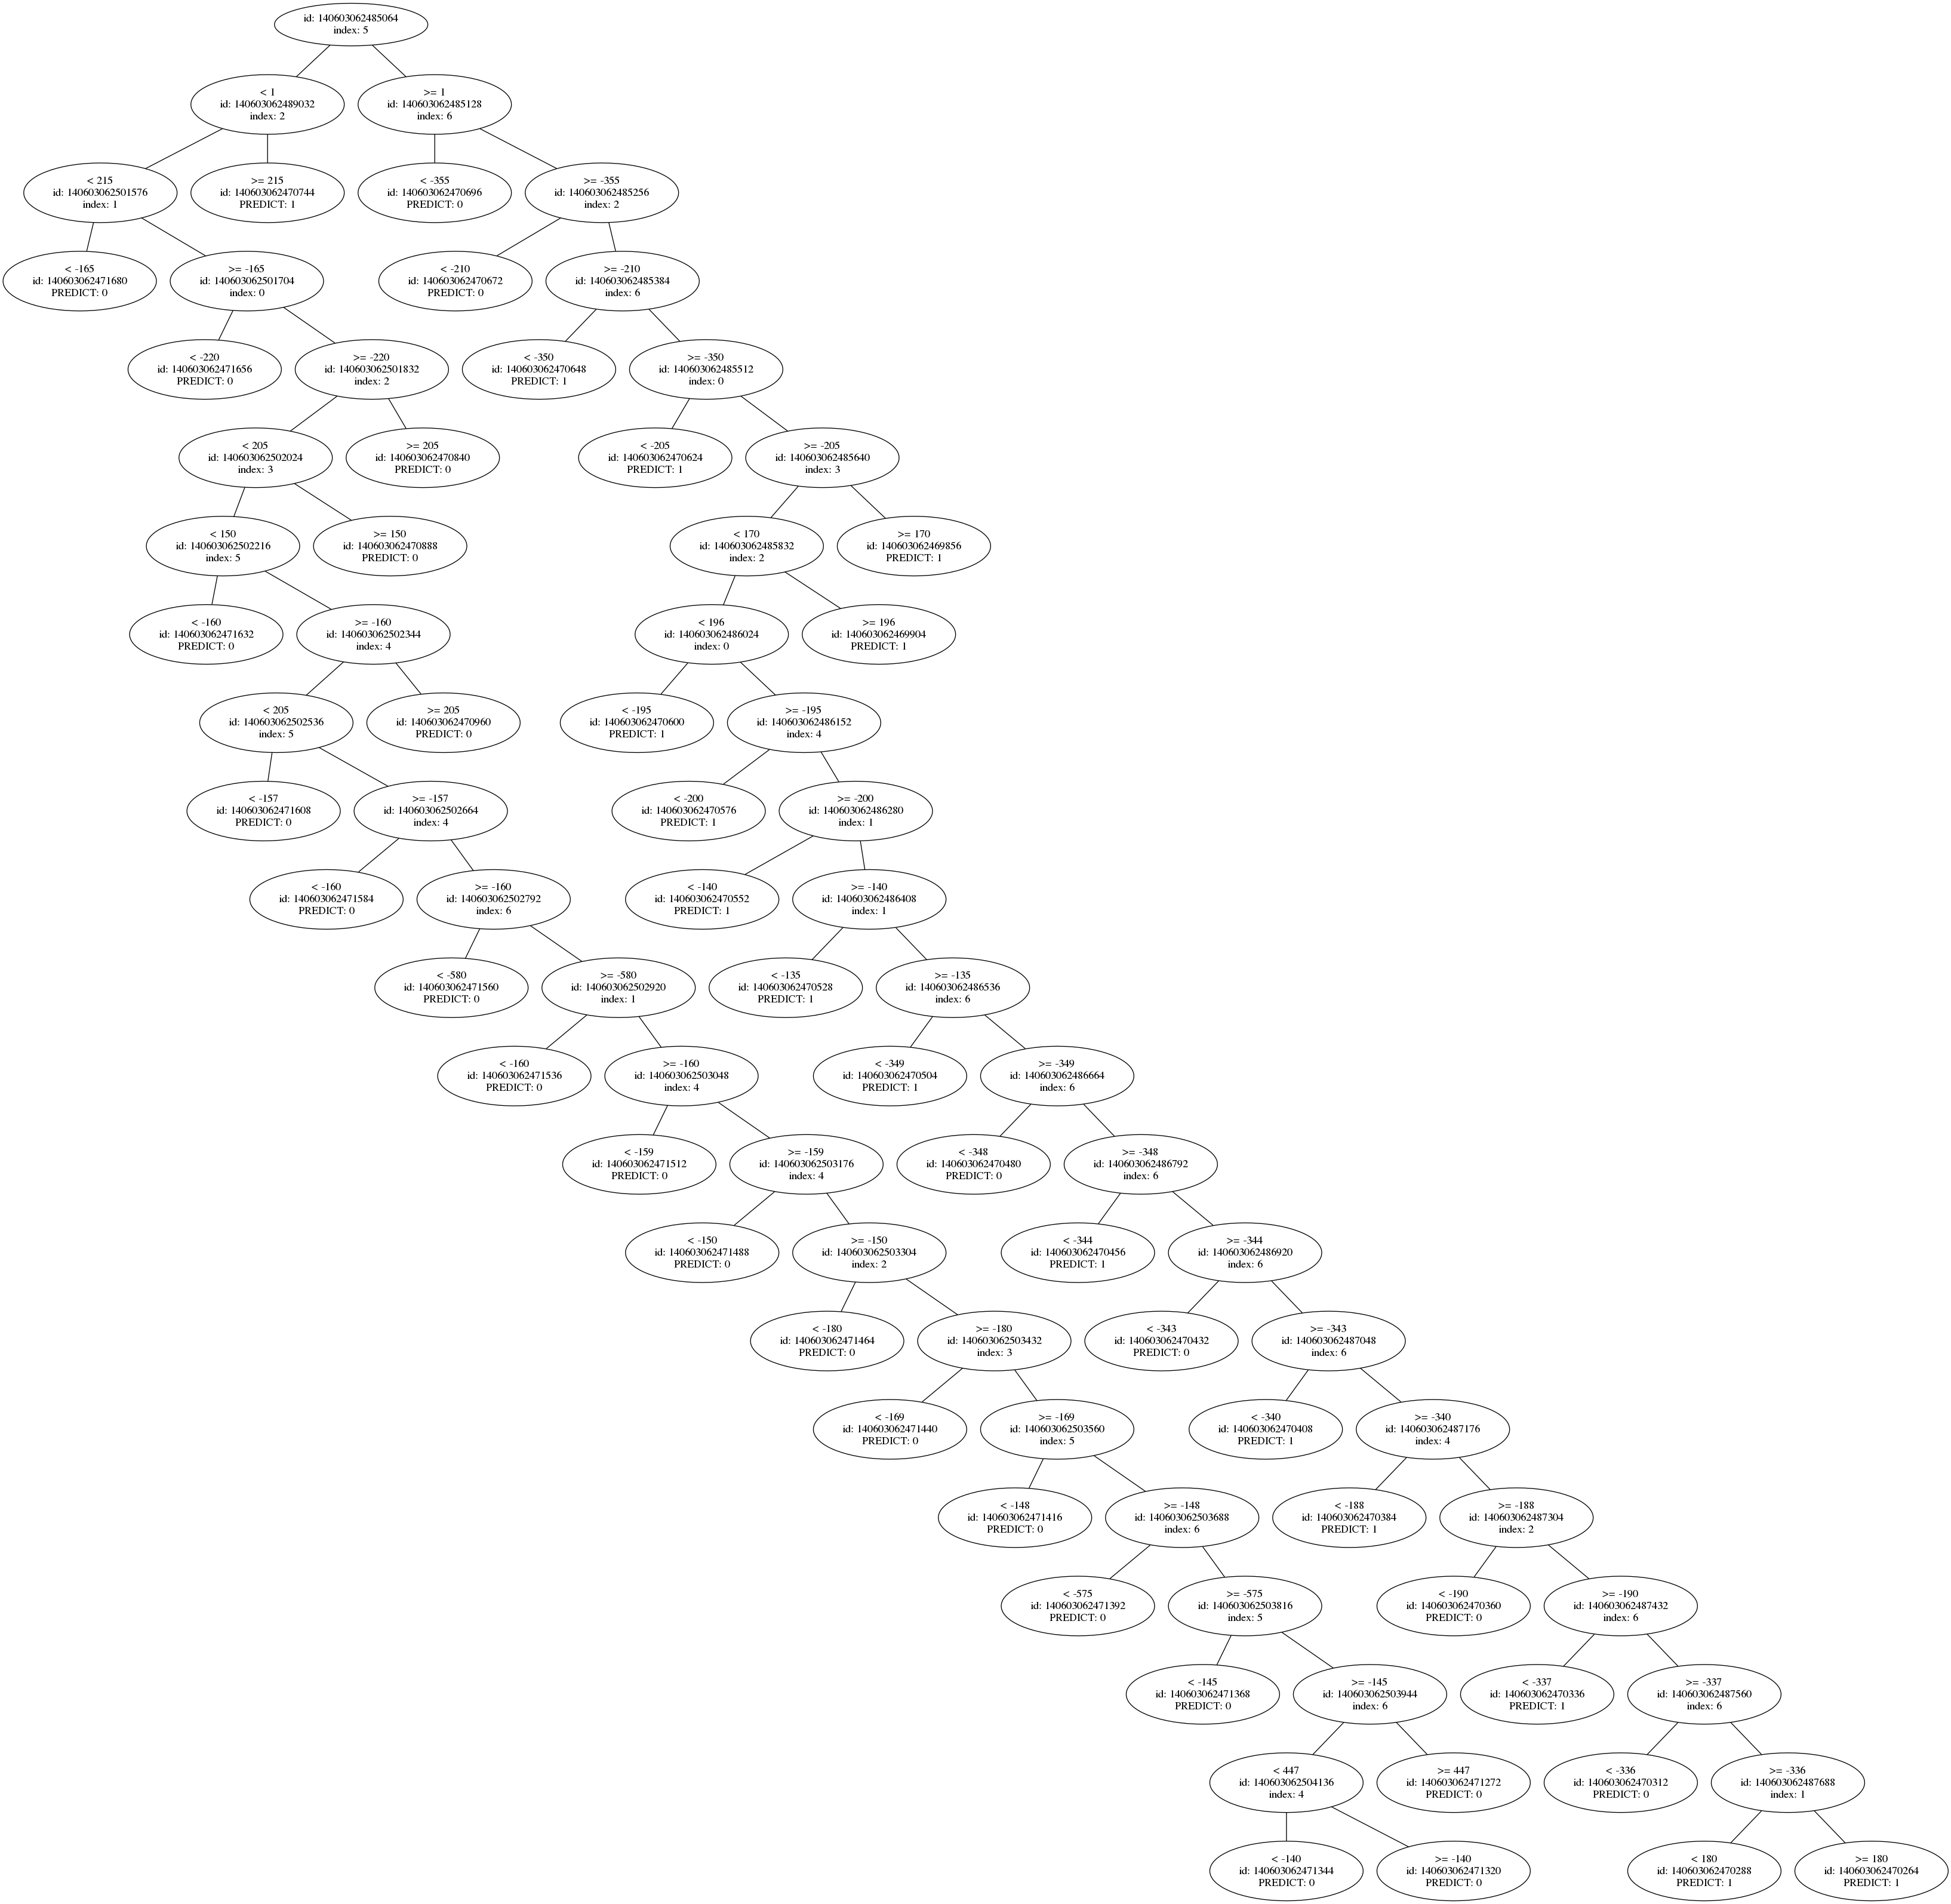 id: 140603062485064
index: 5
< 1
id: 140603062489032
index: 2
>= 1
id: 140603062485128
index: 6
< 215
id: 140603062501576
index: 1
>= 215
id: 140603062470744
PREDICT: 1
< -355
id: 140603062470696
PREDICT: 0
>= -355
id: 140603062485256
index: 2
< -165
id: 140603062471680
PREDICT: 0
>= -165
id: 140603062501704
index: 0
< -210
id: 140603062470672
PREDICT: 0
>= -210
id: 140603062485384
index: 6
< -220
id: 140603062471656
PREDICT: 0
>= -220
id: 140603062501832
index: 2
< -350
id: 140603062470648
PREDICT: 1
>= -350
id: 140603062485512
index: 0
< 205
id: 140603062502024
index: 3
>= 205
id: 140603062470840
PREDICT: 0
< -205
id: 140603062470624
PREDICT: 1
>= -205
id: 140603062485640
index: 3
< 150
id: 140603062502216
index: 5
>= 150
id: 140603062470888
PREDICT: 0
< 170
id: 140603062485832
index: 2
>= 170
id: 140603062469856
PREDICT: 1
< -160
id: 140603062471632
PREDICT: 0
>= -160
id: 140603062502344
index: 4
< 196
id: 140603062486024
index: 0
>= 196
id: 140603062469904
PREDICT: 1
< 205
id: 140603062502536
index: 5
>= 205
id: 140603062470960
PREDICT: 0
< -195
id: 140603062470600
PREDICT: 1
>= -195
id: 140603062486152
index: 4
< -157
id: 140603062471608
PREDICT: 0
>= -157
id: 140603062502664
index: 4
< -200
id: 140603062470576
PREDICT: 1
>= -200
id: 140603062486280
index: 1
< -160
id: 140603062471584
PREDICT: 0
>= -160
id: 140603062502792
index: 6
< -140
id: 140603062470552
PREDICT: 1
>= -140
id: 140603062486408
index: 1
< -580
id: 140603062471560
PREDICT: 0
>= -580
id: 140603062502920
index: 1
< -135
id: 140603062470528
PREDICT: 1
>= -135
id: 140603062486536
index: 6
< -160
id: 140603062471536
PREDICT: 0
>= -160
id: 140603062503048
index: 4
< -349
id: 140603062470504
PREDICT: 1
>= -349
id: 140603062486664
index: 6
< -159
id: 140603062471512
PREDICT: 0
>= -159
id: 140603062503176
index: 4
< -348
id: 140603062470480
PREDICT: 0
>= -348
id: 140603062486792
index: 6
< -150
id: 140603062471488
PREDICT: 0
>= -150
id: 140603062503304
index: 2
< -344
id: 140603062470456
PREDICT: 1
>= -344
id: 140603062486920
index: 6
< -180
id: 140603062471464
PREDICT: 0
>= -180
id: 140603062503432
index: 3
< -343
id: 140603062470432
PREDICT: 0
>= -343
id: 140603062487048
index: 6
< -169
id: 140603062471440
PREDICT: 0
>= -169
id: 140603062503560
index: 5
< -340
id: 140603062470408
PREDICT: 1
>= -340
id: 140603062487176
index: 4
< -148
id: 140603062471416
PREDICT: 0
>= -148
id: 140603062503688
index: 6
< -188
id: 140603062470384
PREDICT: 1
>= -188
id: 140603062487304
index: 2
< -575
id: 140603062471392
PREDICT: 0
>= -575
id: 140603062503816
index: 5
< -190
id: 140603062470360
PREDICT: 0
>= -190
id: 140603062487432
index: 6
< -145
id: 140603062471368
PREDICT: 0
>= -145
id: 140603062503944
index: 6
< -337
id: 140603062470336
PREDICT: 1
>= -337
id: 140603062487560
index: 6
< 447
id: 140603062504136
index: 4
>= 447
id: 140603062471272
PREDICT: 0
< -336
id: 140603062470312
PREDICT: 0
>= -336
id: 140603062487688
index: 1
< -140
id: 140603062471344
PREDICT: 0
>= -140
id: 140603062471320
PREDICT: 0
< 180
id: 140603062470288
PREDICT: 1
>= 180
id: 140603062470264
PREDICT: 1